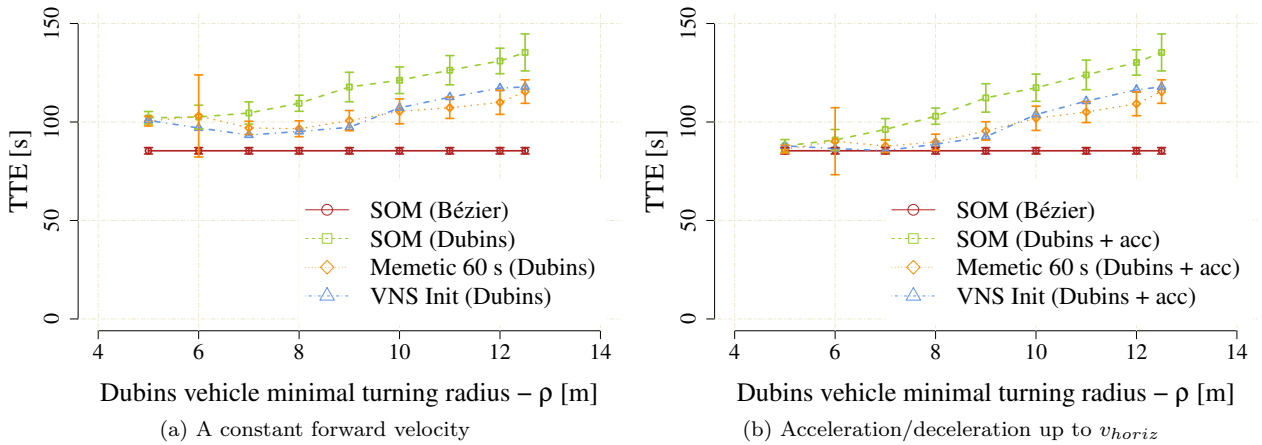 TTE [s]
150
100
50
0
SOM (Bézier)
SOM (Dubins)
Memetic 60 s (Dubins)
VNS Init (Dubins)
4 6 8 10 12 14
Dubins vehicle minimal turning radius – ρ [m]
(a) A constant forward velocity
TTE [s]
150
100
50
0
SOM (Bézier)
SOM (Dubins + acc)
Memetic 60 s (Dubins + acc)
VNS Init (Dubins + acc)
4 6 8 10 12 14
Dubins vehicle minimal turning radius – ρ [m]
(b) Acceleration/deceleration up to v_horiz